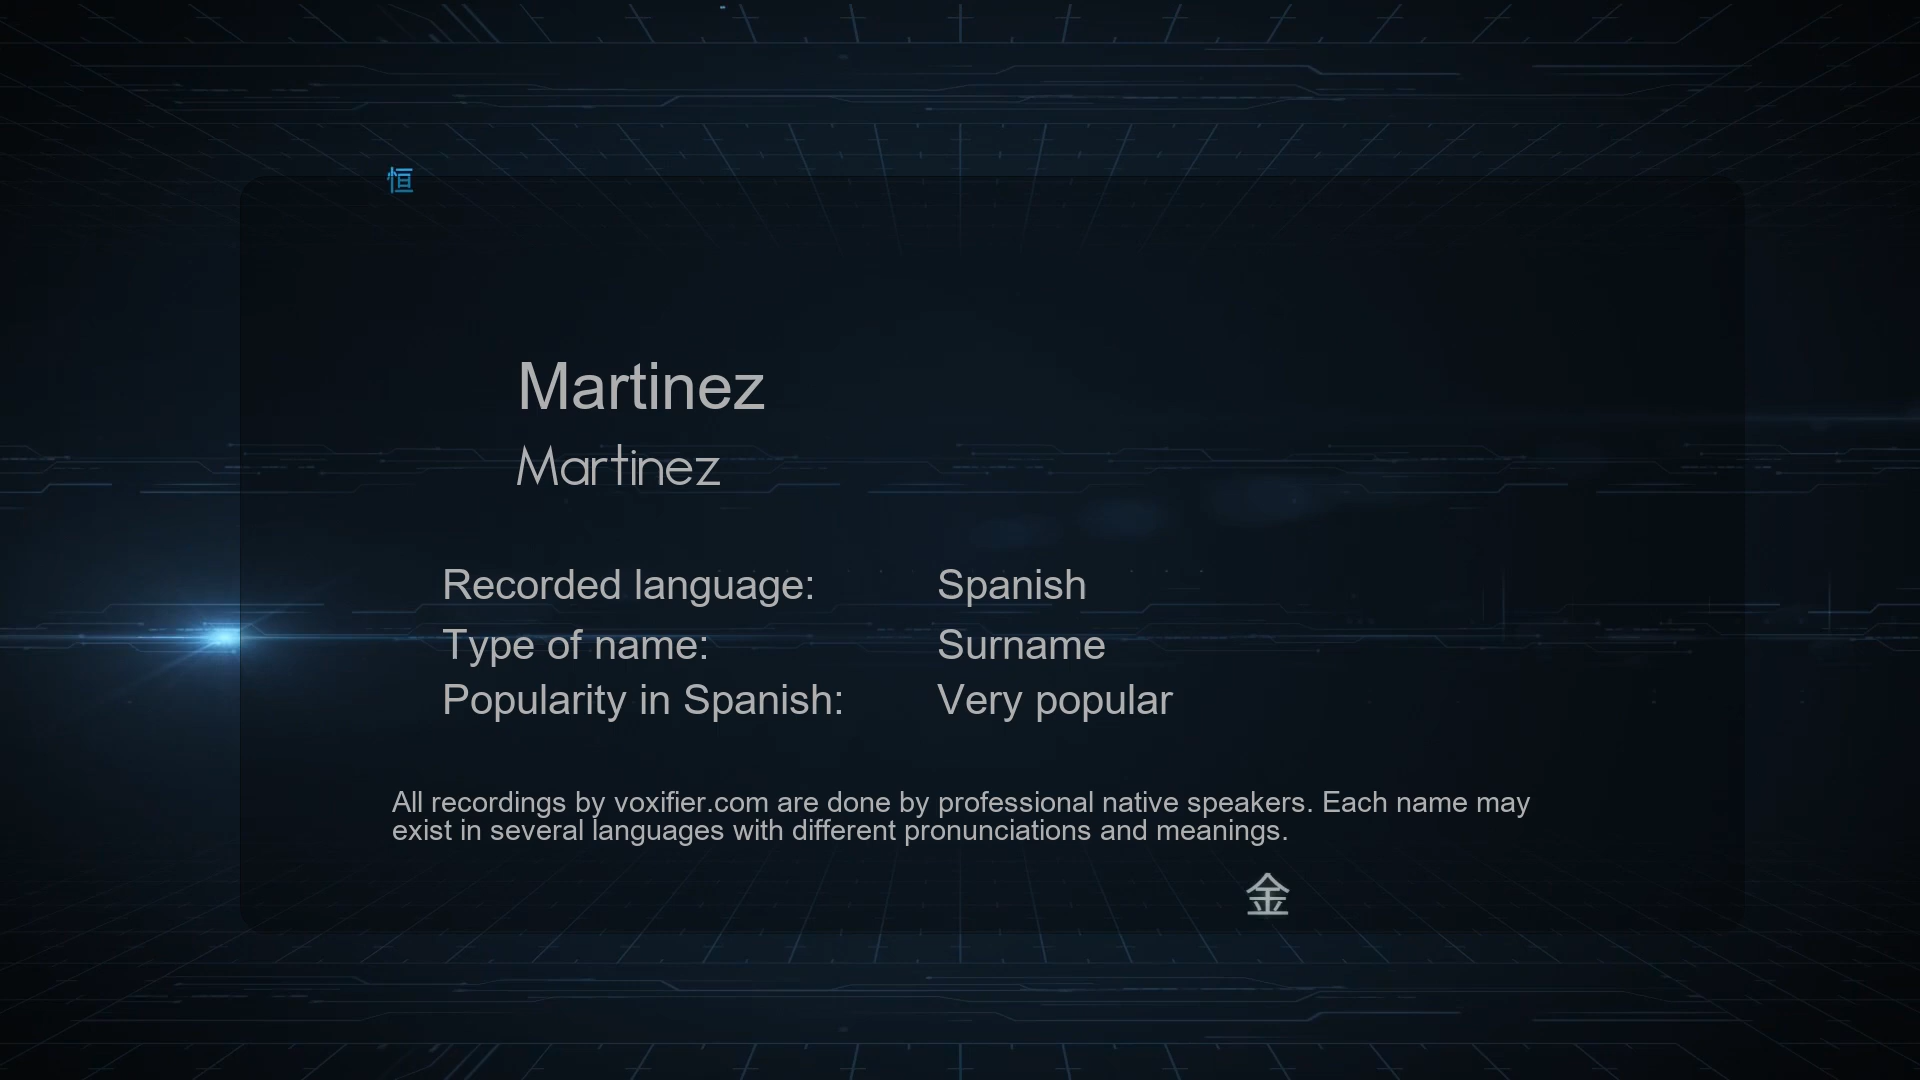 恒
Martinez
Martinez
Recorded language: Spanish
Type of name: Surname
Popularity in Spanish: Very popular
All recordings by voxifier.com are done by professional native speakers. Each name may
exist in several languages with different pronunciations and meanings.
金